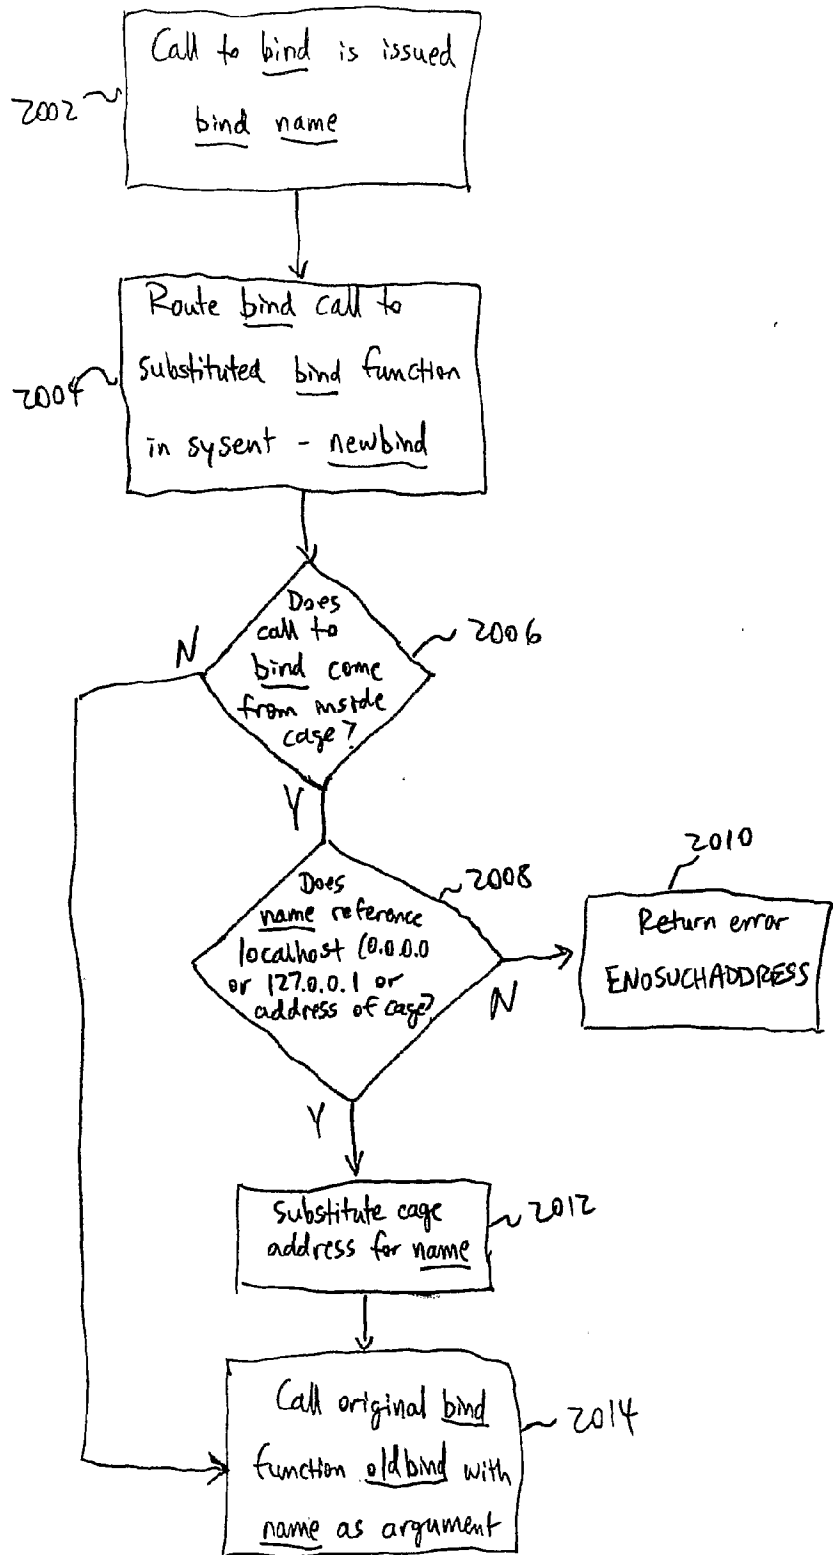 Call to bind is issued
bind name
2002
Route bind call to
substituted bind function
in sysent - newbind
2004
Does
call to
bind come
from inside
cage?
2006
N
Y
Does
name reference
localhost (0.0.0.0
or 127.0.0.1 or
address of cage?
2008
N
2010
Return error
ENOSUCHADDRESS
Y
Substitute cage
address for name
2012
Call original bind
function oldbind with
name as argument
2014